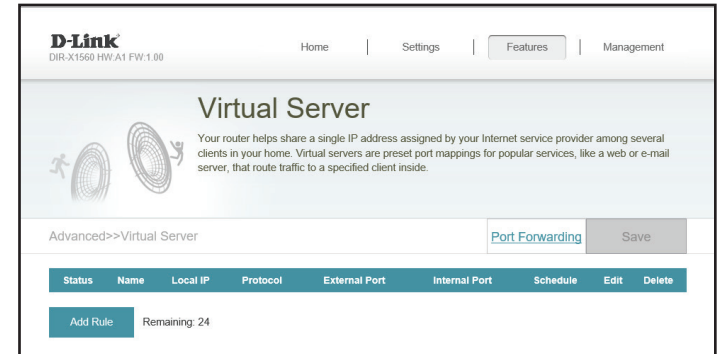 D-Link
DIR-X1560 HW:A1 FW:1.00
Home | Settings | Features | Management
Virtual Server
Your router helps share a single IP address assigned by your Internet service provider among several
clients in your home. Virtual servers are preset port mappings for popular services, like a web or e-mail
server, that route traffic to a specified client inside.
Advanced>>Virtual Server Port Forwarding Save
Status Name Local IP Protocol External Port Internal Port Schedule Edit Delete
Add Rule Remaining: 24